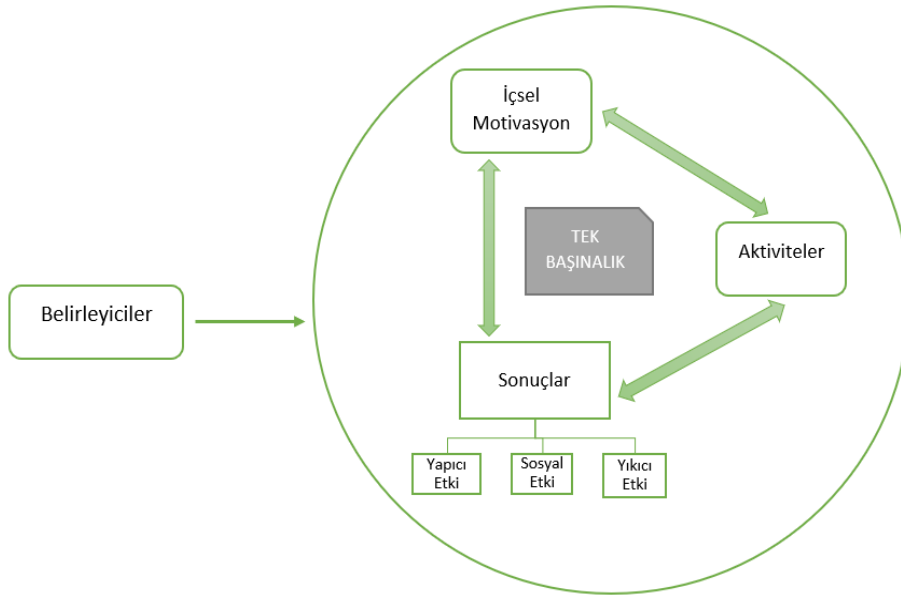 İçsel
Motivasyon
TEK
BAŞINALIK
Aktiviteler
Belirleyiciler
Sonuçlar
Yapıcı
Etki
Sosyal
Etki
Yıkıcı
Etki